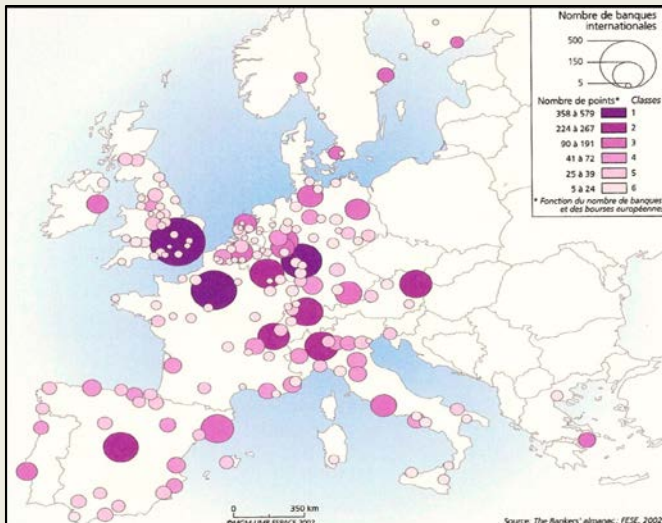 Nombre de banques
internationales
500
150
5
Nombre de points* Classes
358 à 579 1
224 à 267 2
90 à 191 3
41 à 72 4
25 à 39 5
5 à 24 6
* Fonction du nombre de banques
et des bourses européennes
0 350 km
Source: The Bankers' almanac ; FESE, 2002